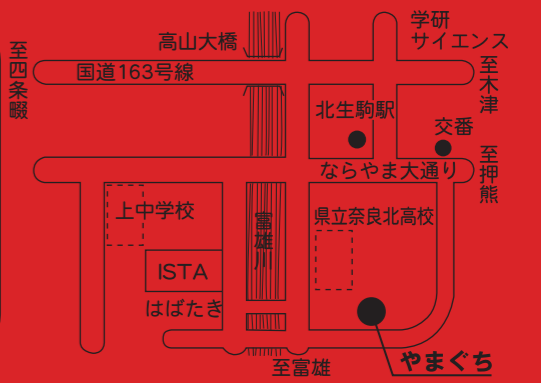 学研
サイエンス
高山大橋
至四条畷
国道163号線
至木津
北生駒駅
交番
至押熊
ならやま大通り
上中学校
富雄川
県立奈良北高校
ISTA
はばたき
やまぐち
至富雄